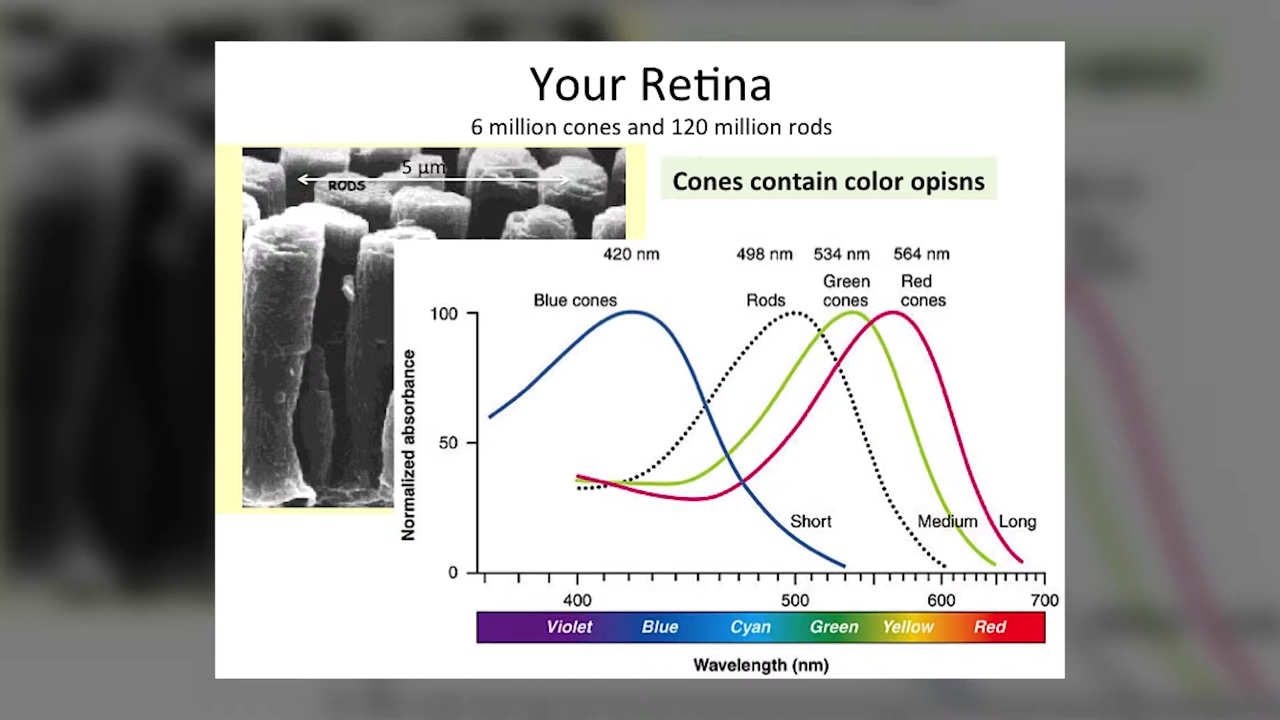 Your Retina
6 million cones and 120 million rods
5 µm
RODS
Cones contain color opisns
420 nm
498 nm
534 nm
564 nm
Blue cones
Rods
Green
cones
Red
cones
100
50
0
Normalized absorbance
Short
Medium
Long
400
500
600
700
Violet
Blue
Cyan
Green
Yellow
Red
Wavelength (nm)